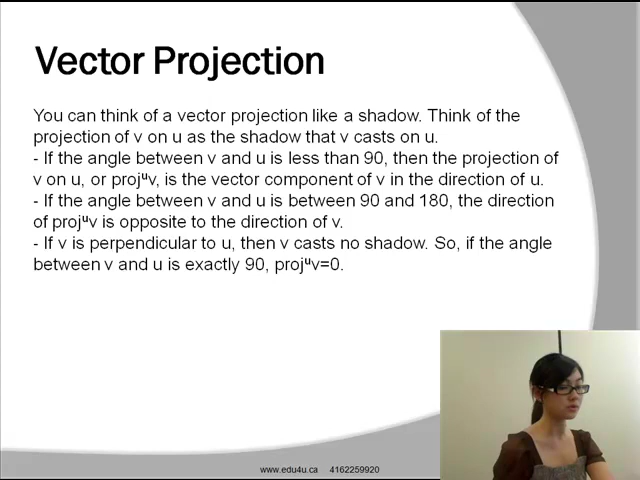 Vector Projection
You can think of a vector projection like a shadow. Think of the
projection of v on u as the shadow that v casts on u.
- If the angle between v and u is less than 90, then the projection of
v on u, or projᵘv, is the vector component of v in the direction of u.
- If the angle between v and u is between 90 and 180, the direction
of projᵘv is opposite to the direction of v.
- If v is perpendicular to u, then v casts no shadow. So, if the angle
between v and u is exactly 90, projᵘv=0.
www.edu4u.ca 4162259920